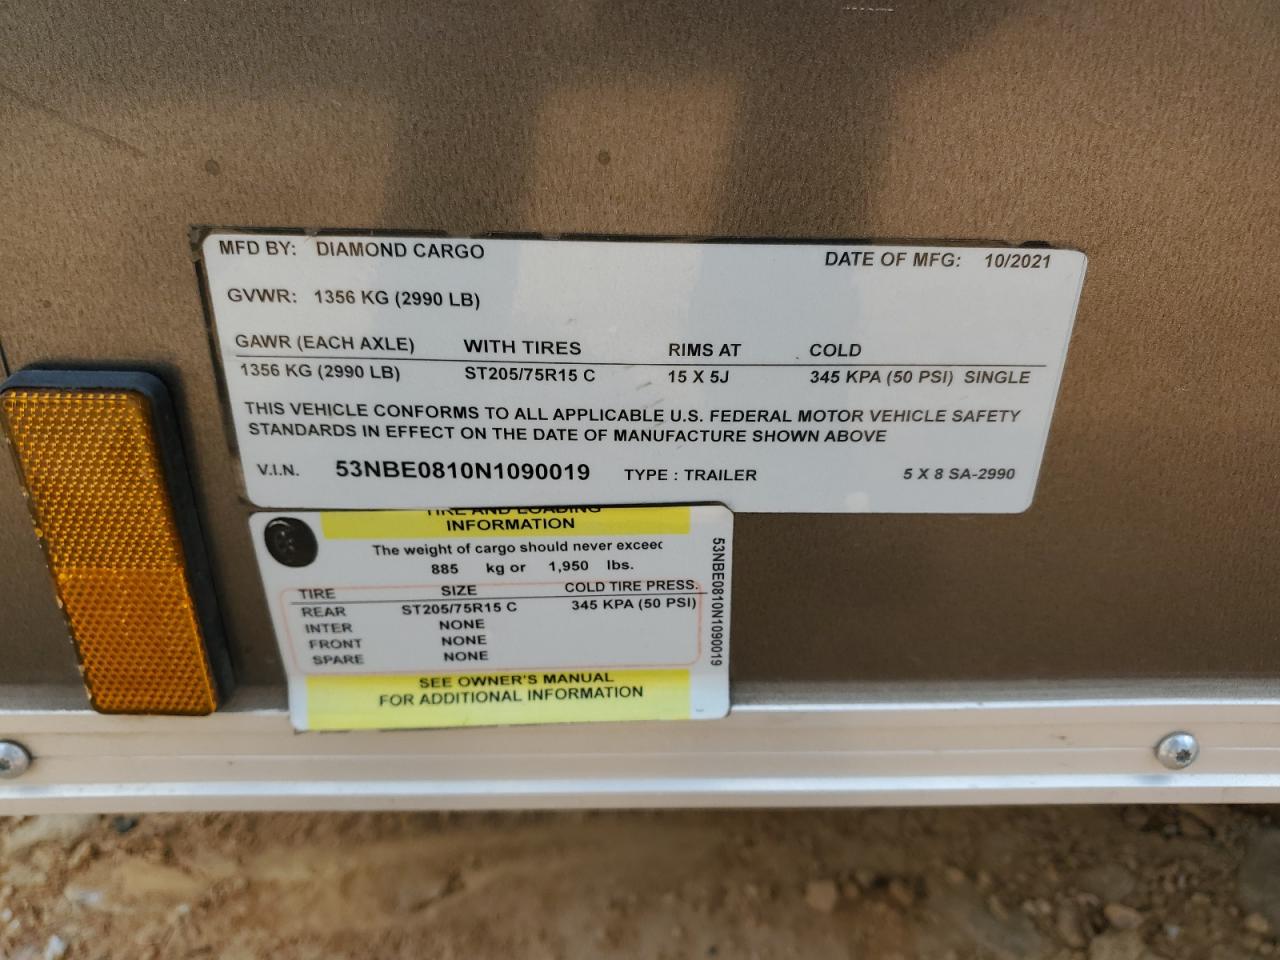 MFD BY: DIAMOND CARGO DATE OF MFG: 10/2021
GVWR: 1356 KG (2990 LB)
GAWR (EACH AXLE) WITH TIRES RIMS AT COLD
1356 KG (2990 LB) ST205/75R15 C 15 X 5J 345 KPA (50 PSI) SINGLE
THIS VEHICLE CONFORMS TO ALL APPLICABLE U.S. FEDERAL MOTOR VEHICLE SAFETY
STANDARDS IN EFFECT ON THE DATE OF MANUFACTURE SHOWN ABOVE
V.I.N. 53NBE0810N1090019 TYPE : TRAILER 5 X 8 SA-2990
TIRE AND LOADING
INFORMATION
The weight of cargo should never exceed
885 kg or 1,950 lbs.
TIRE SIZE COLD TIRE PRESS.
REAR ST205/75R15 C 345 KPA (50 PSI)
INTER NONE
FRONT NONE
SPARE NONE
SEE OWNER'S MANUAL
FOR ADDITIONAL INFORMATION
53NBE0810N1090019